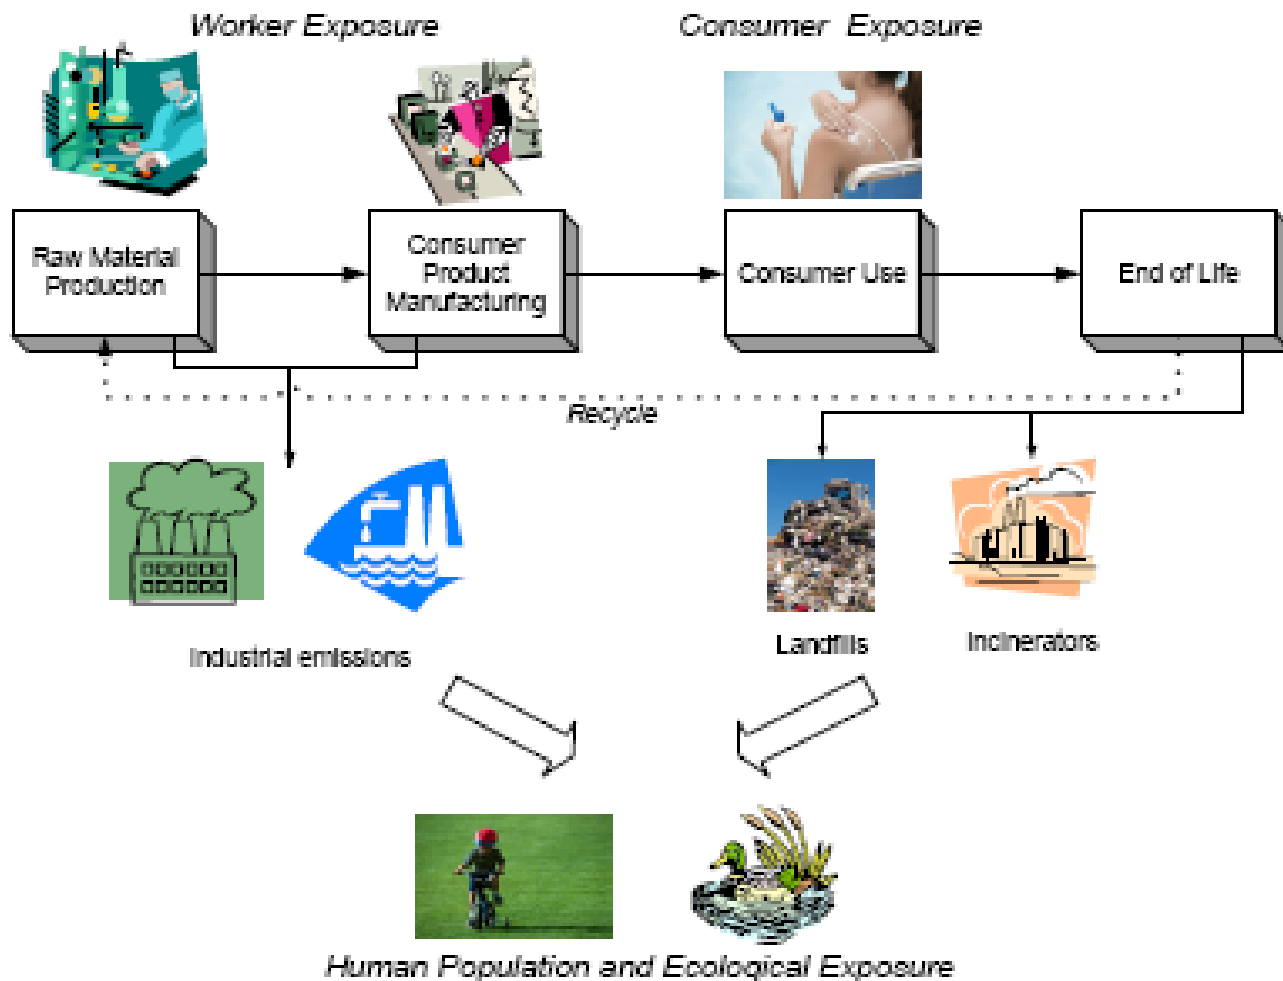 Worker Exposure
Consumer Exposure
Raw Material
Production
Consumer
Product
Manufacturing
Consumer Use
End of Life
Recycle
Industrial emissions
Landfills
Incinerators
Human Population and Ecological Exposure